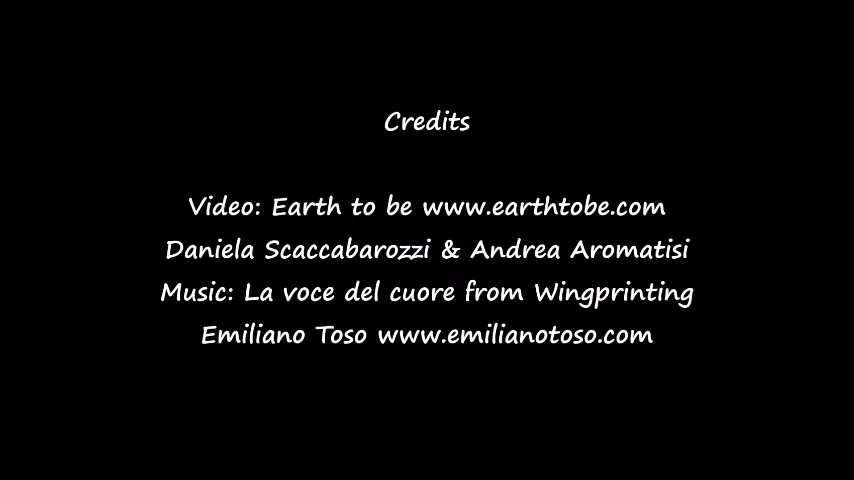 Credits
Video: Earth to be www.earthtobe.com
Daniela Scaccabarozzi & Andrea Aromatisi
Music: La voce del cuore from Wingprinting
Emiliano Toso www.emilianotoso.com